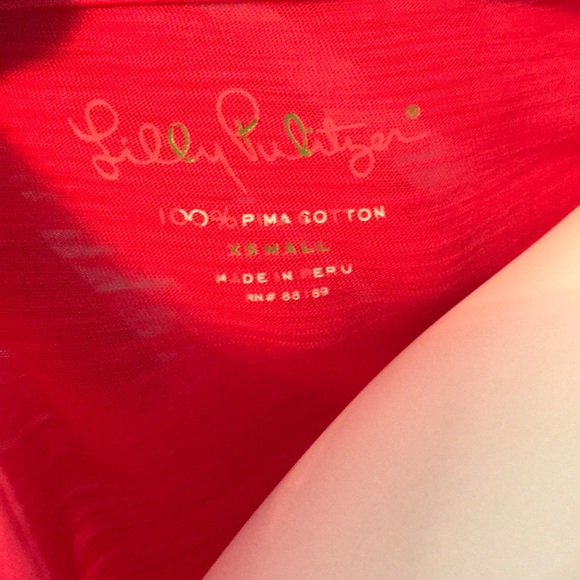 Lilly Pulitzer®
100% PIMA COTTON
XSMALL
MADE IN PERU
RN# 88189